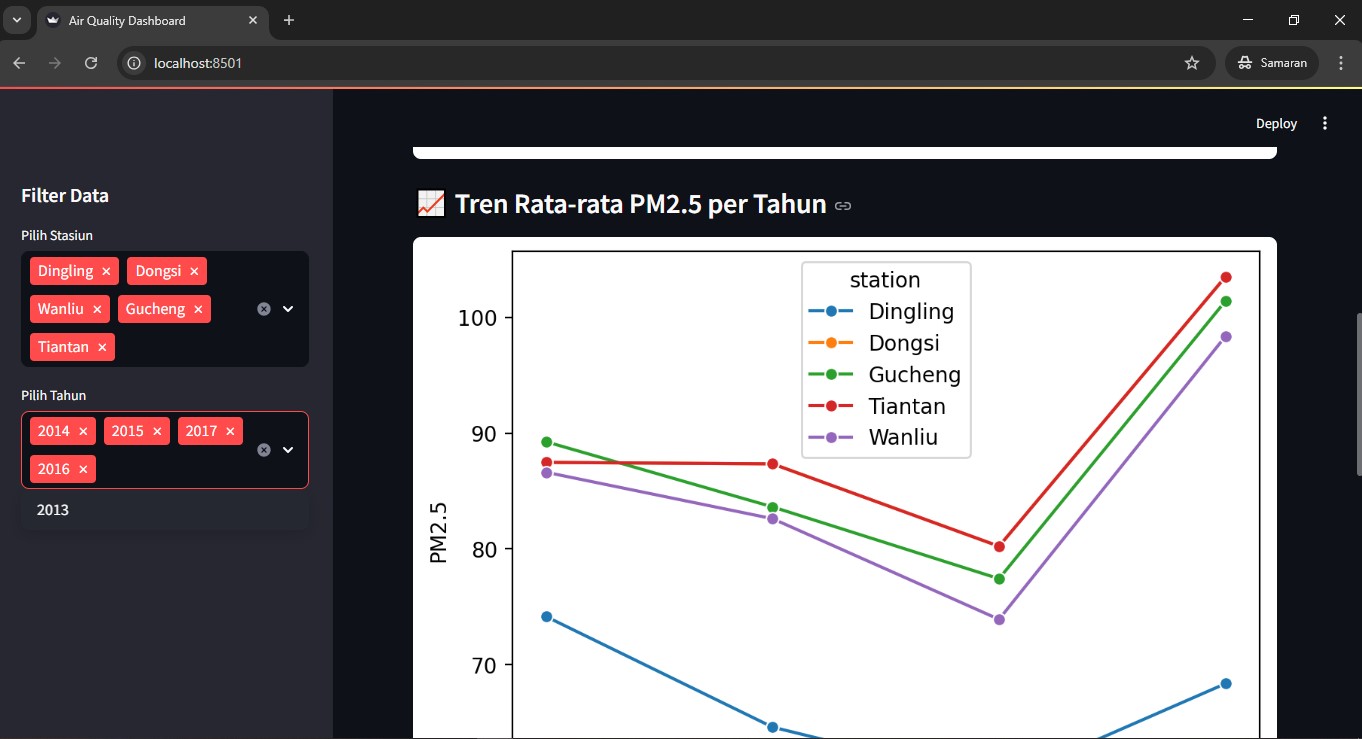 Air Quality Dashboard
localhost:8501
Samaran
Deploy
Filter Data
Pilih Stasiun
Dingling
Dongsi
Wanliu
Gucheng
Tiantan
Pilih Tahun
2014
2015
2017
2016
2013
Tren Rata-rata PM2.5 per Tahun
station
Dingling
Dongsi
Gucheng
Tiantan
Wanliu
100
90
80
70
PM2.5